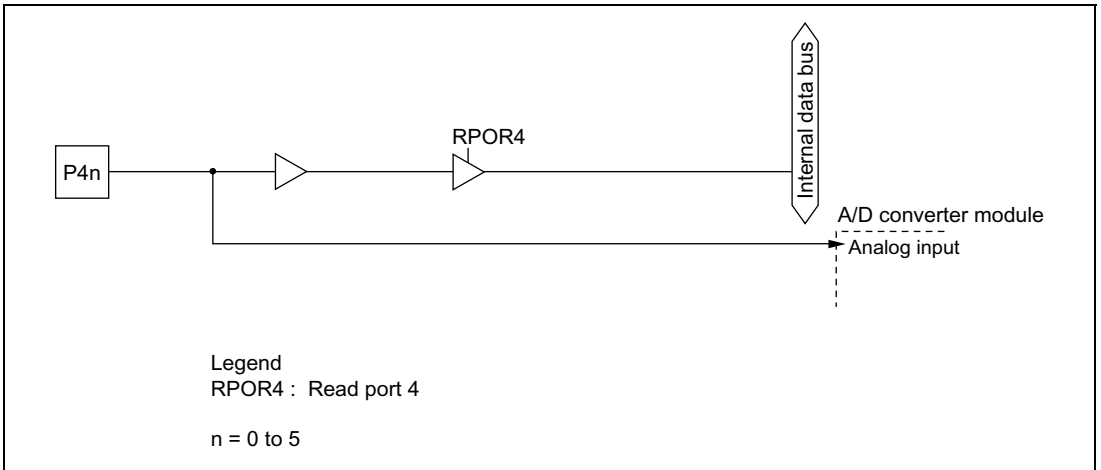 RPOR4
P4n
Internal data bus
A/D converter module
Analog input
Legend
RPOR4 : Read port 4
n = 0 to 5